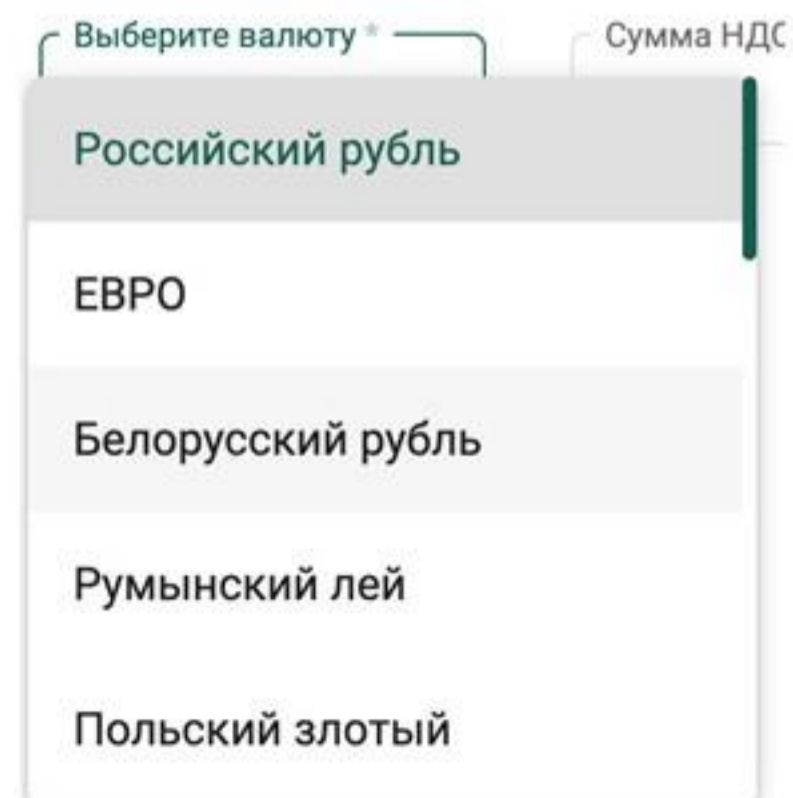 Выберите валюту *
Сумма НДС
Российский рубль
ЕВРО
Белорусский рубль
Румынский лей
Польский злотый